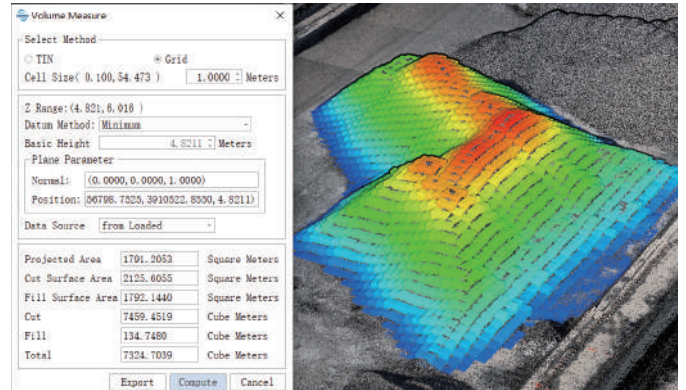 Volume Measure
Select Method
TIN
Grid
Cell Size( 0.100,54.473 ) 1.0000 Meters
Z Range:(4.821,6.016 )
Datum Method: Minimum
Basic Height 4.8211 Meters
Plane Parameter
Normal: (0.0000,0.0000,1.0000)
Position: 56798.7525,3910522.8550,4.8211)
Data Source from Loaded
Projected Area 1701.2053 Square Meters
Cut Surface Area 2125.6055 Square Meters
Fill Surface Area 1792.1440 Square Meters
Cut 7459.4519 Cube Meters
Fill 134.7480 Cube Meters
Total 7324.7039 Cube Meters
Export Compute Cancel